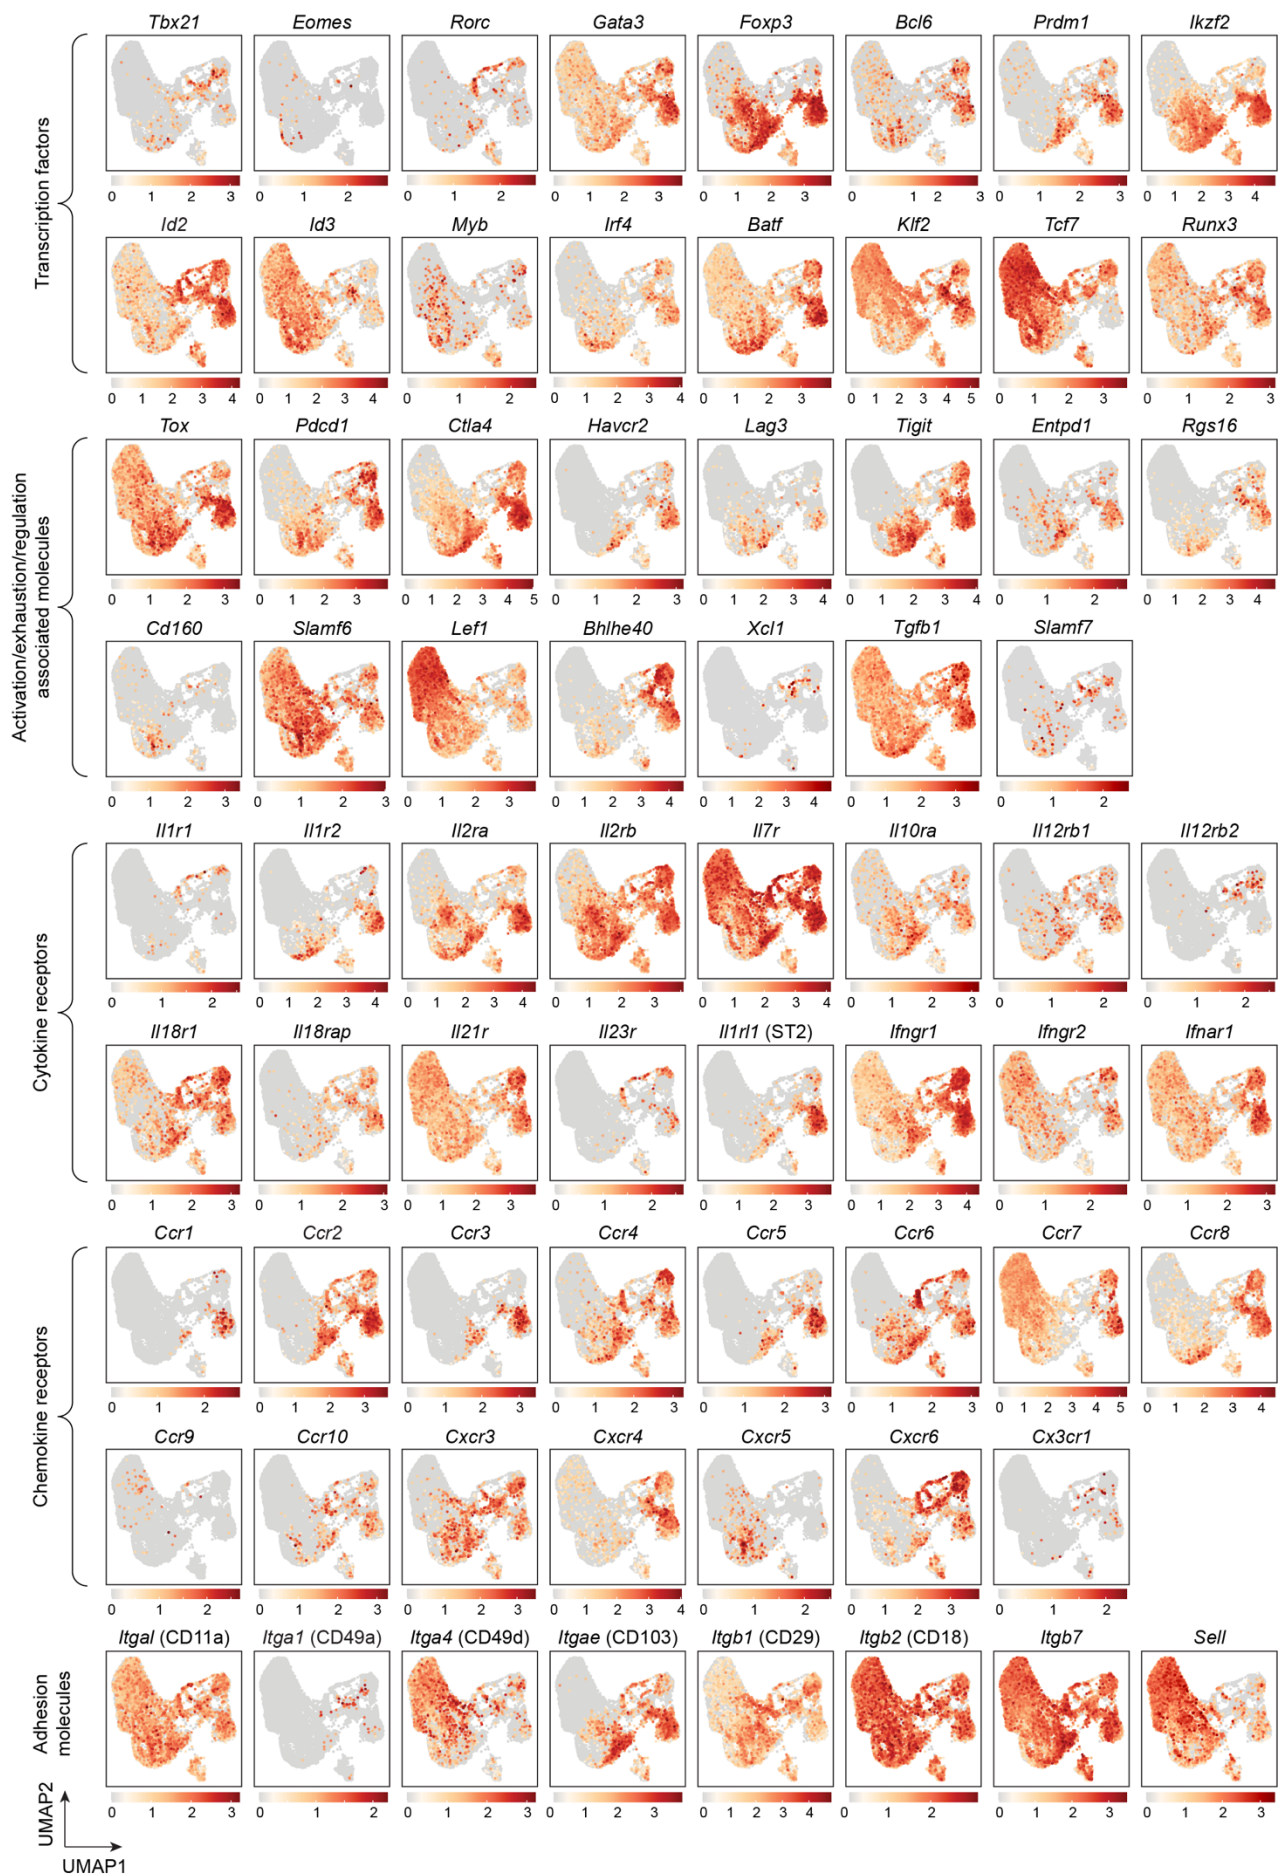 Transcription factors
Tbx21 Eomes Rorc Gata3 Foxp3 Bcl6 Prdm1 Ikzf2
0 1 2 3 0 1 2 0 1 2 0 1 2 3 0 1 2 3 0 1 2 3 0 1 2 3 0 1 2 3 4
Id2 Id3 Myb Irf4 Batf Klf2 Tcf7 Runx3
0 1 2 3 4 0 1 2 3 4 0 1 2 0 1 2 3 4 0 1 2 3 0 1 2 3 4 5 0 1 2 3 4 0 1 2 3
Activation/exhaustion/regulation
associated molecules
Tox Pdcd1 Ctla4 Havcr2 Lag3 Tigit Entpd1 Rgs16
0 1 2 3 0 1 2 3 0 1 2 3 4 5 0 1 2 3 0 1 2 3 4 0 1 2 3 4 0 1 2 0 1 2 3 4
Cd160 Slamf6 Lef1 Bhlhe40 Xcl1 Tgfb1 Slamf7
0 1 2 3 0 1 2 3 0 1 2 3 0 1 2 3 4 0 1 2 3 4 0 1 2 3 0 1 2
Cytokine receptors
Il1r1 Il1r2 Il2ra Il2rb Il7r Il10ra Il12rb1 Il12rb2
0 1 2 0 1 2 3 4 0 1 2 3 4 0 1 2 3 0 1 2 3 4 0 1 2 3 0 1 2 0 1 2
Il18r1 Il18rap Il21r Il23r Il1rl1 (ST2) Ifngr1 Ifngr2 Ifnar1
0 1 2 3 0 1 2 3 0 1 2 3 0 1 2 0 1 2 3 0 1 2 3 4 0 1 2 0 1 2 3
Chemokine receptors
Ccr1 Ccr2 Ccr3 Ccr4 Ccr5 Ccr6 Ccr7 Ccr8
0 1 2 0 1 2 3 0 1 2 3 0 1 2 3 0 1 2 3 0 1 2 3 0 1 2 3 4 5 0 1 2 3 4
Ccr9 Ccr10 Cxcr3 Cxcr4 Cxcr5 Cxcr6 Cx3cr1
0 1 2 0 1 2 3 0 1 2 3 0 1 2 3 4 0 1 2 0 1 2 3 0 1 2
Adhesion
molecules
Itgal (CD11a) Itga1 (CD49a) Itga4 (CD49d) Itgae (CD103) Itgb1 (CD29) Itgb2 (CD18) Itgb7 Sell
0 1 2 3 0 1 2 0 1 2 3 0 1 2 3 0 1 2 3 4 0 1 2 0 1 2 3 0 1 2 3
UMAP2
UMAP1